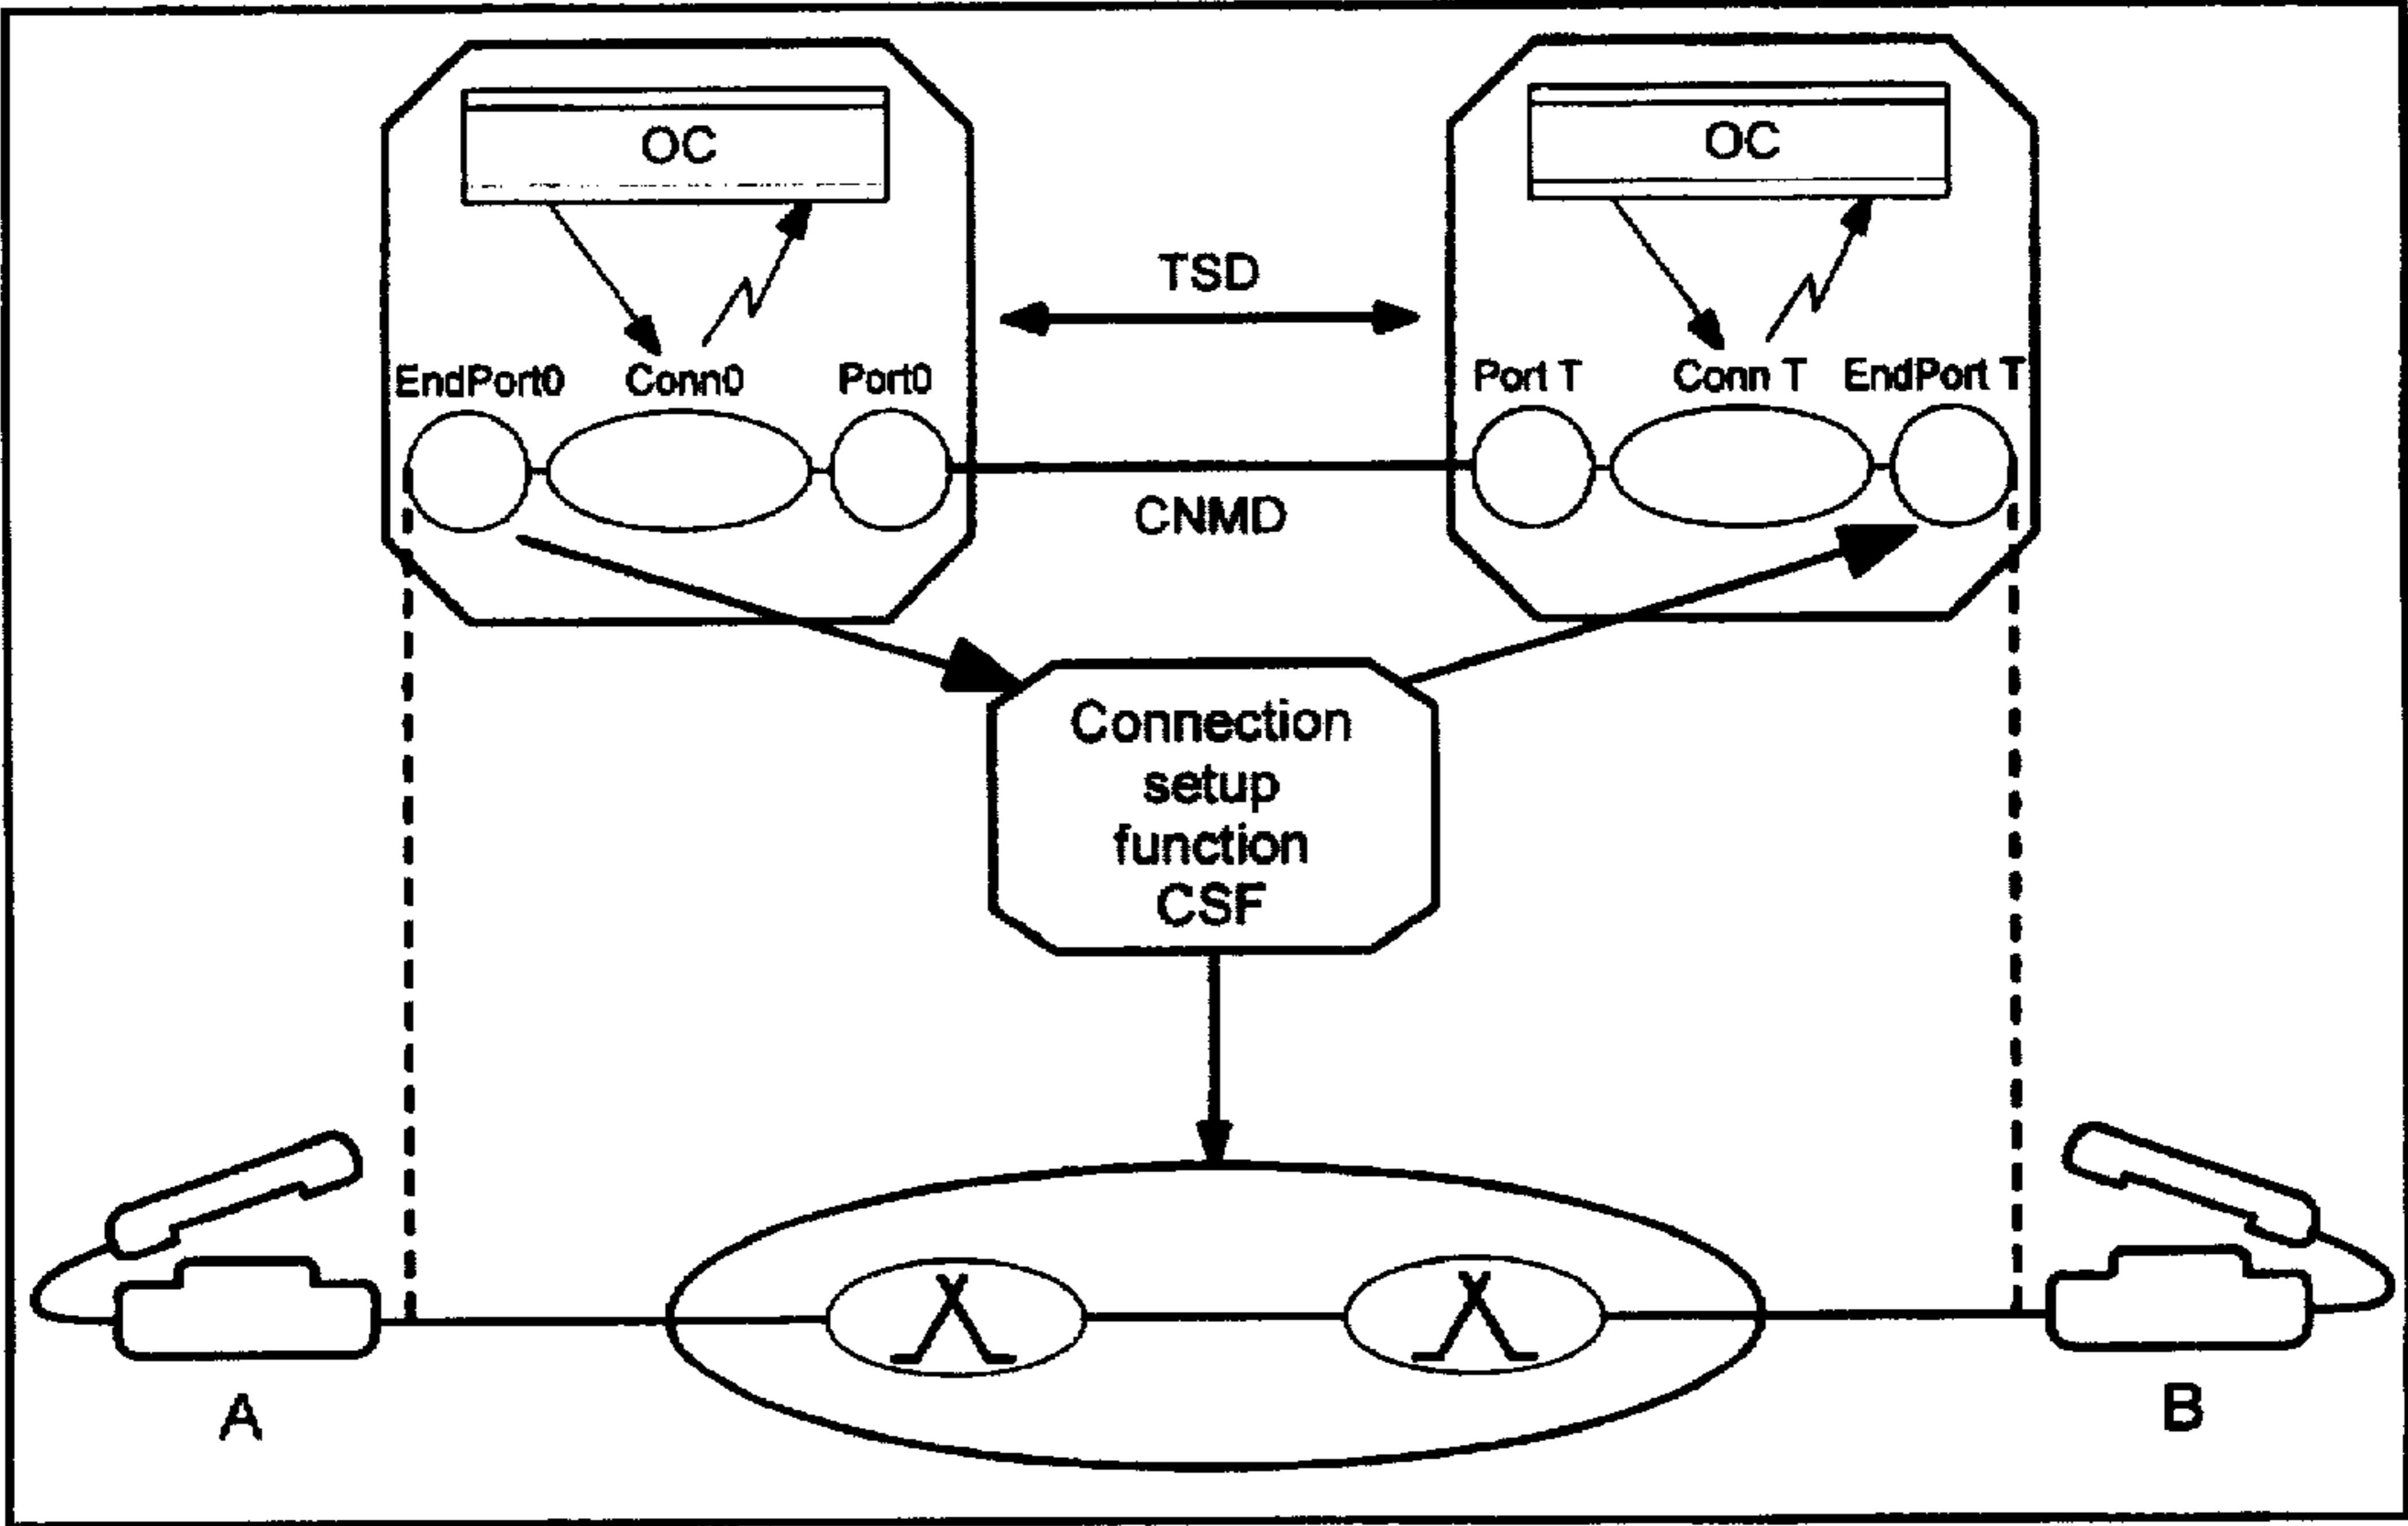 OC
OC
TSD
EndPort0 Conn0 Port0
Port T Conn T EndPort T
CNMD
Connection
setup
function
CSF
A
B